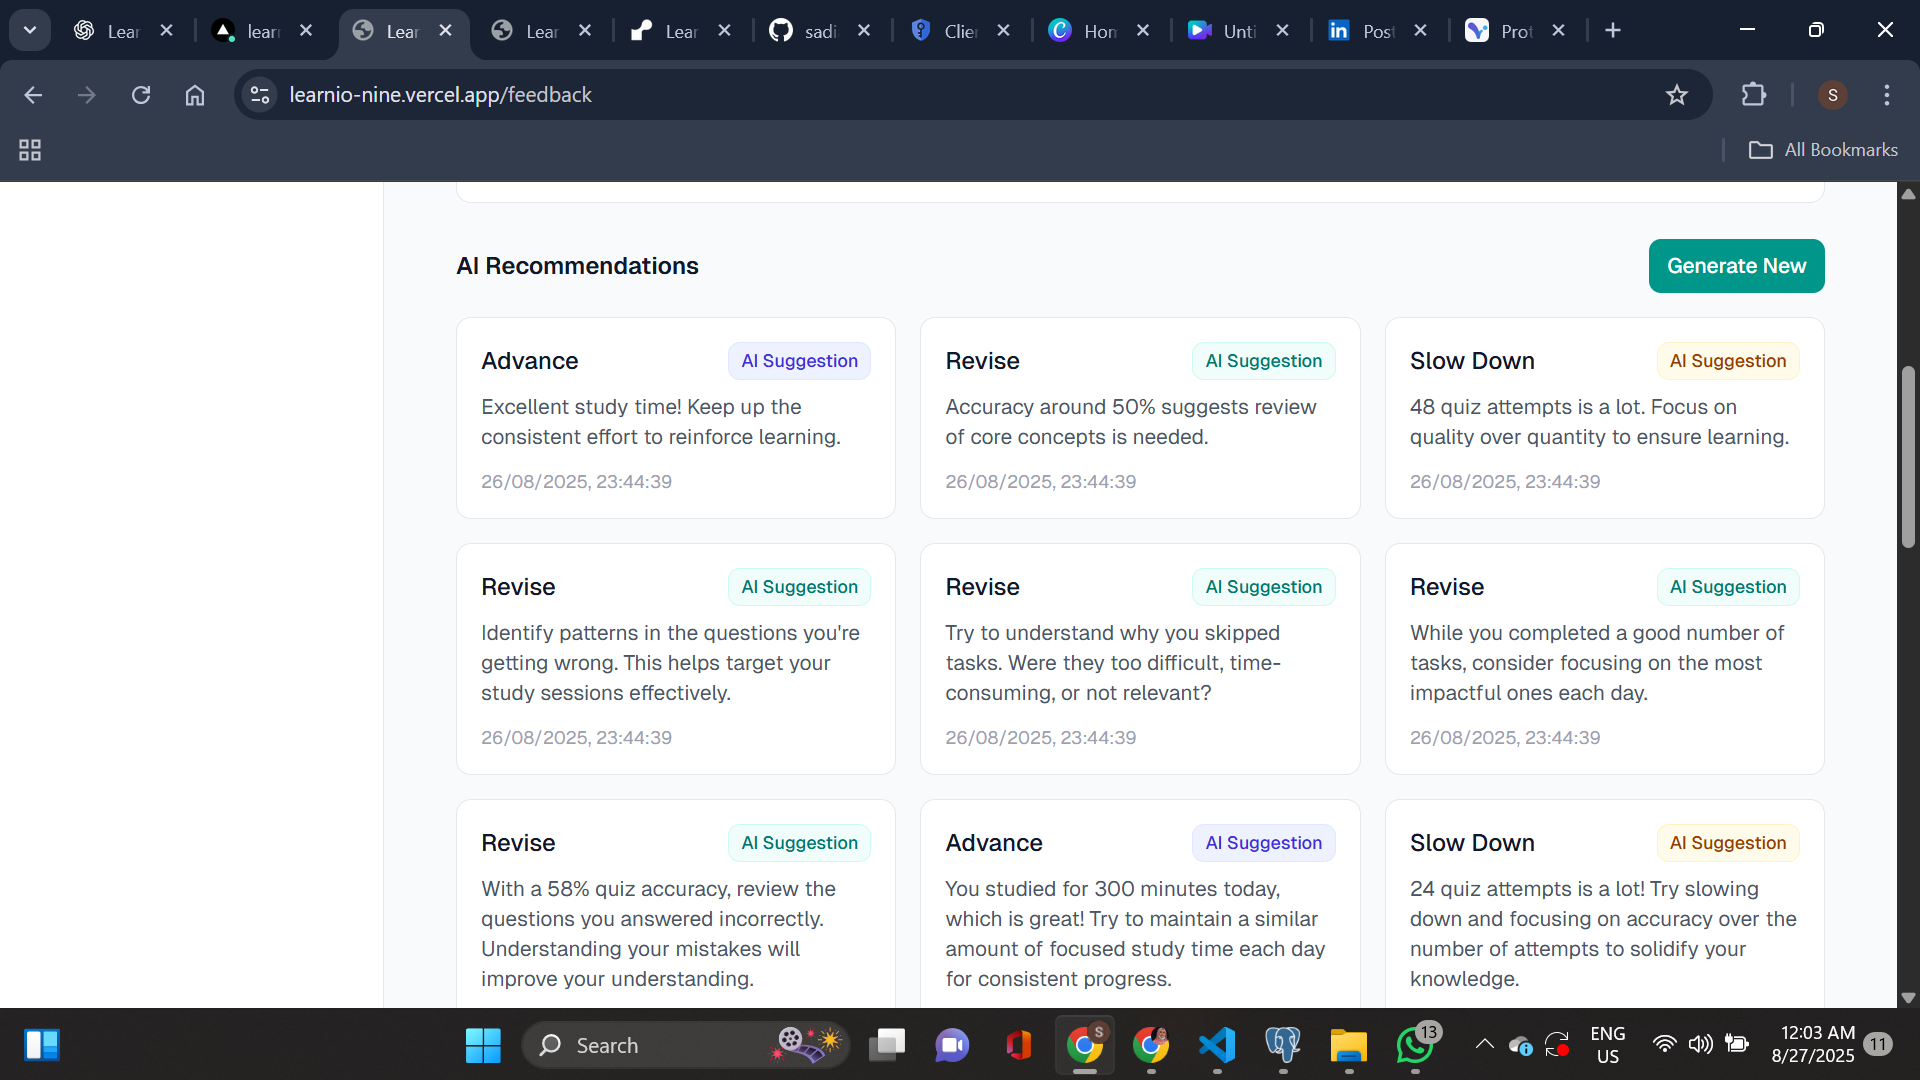 Lear
lear
Lear
Lear
Lear
sadi
Clie
Hom
Unti
Post
Prot
learnio-nine.vercel.app/feedback
S
All Bookmarks
AI Recommendations
Generate New
Advance
AI Suggestion
Excellent study time! Keep up the
consistent effort to reinforce learning.
26/08/2025, 23:44:39
Revise
AI Suggestion
Accuracy around 50% suggests review
of core concepts is needed.
26/08/2025, 23:44:39
Slow Down
AI Suggestion
48 quiz attempts is a lot. Focus on
quality over quantity to ensure learning.
26/08/2025, 23:44:39
Revise
AI Suggestion
Identify patterns in the questions you're
getting wrong. This helps target your
study sessions effectively.
26/08/2025, 23:44:39
Revise
AI Suggestion
Try to understand why you skipped
tasks. Were they too difficult, time-
consuming, or not relevant?
26/08/2025, 23:44:39
Revise
AI Suggestion
While you completed a good number of
tasks, consider focusing on the most
impactful ones each day.
26/08/2025, 23:44:39
Revise
AI Suggestion
With a 58% quiz accuracy, review the
questions you answered incorrectly.
Understanding your mistakes will
improve your understanding.
Advance
AI Suggestion
You studied for 300 minutes today,
which is great! Try to maintain a similar
amount of focused study time each day
for consistent progress.
Slow Down
AI Suggestion
24 quiz attempts is a lot! Try slowing
down and focusing on accuracy over the
number of attempts to solidify your
knowledge.
Search
S
13
ENG
US
12:03 AM
8/27/2025
11